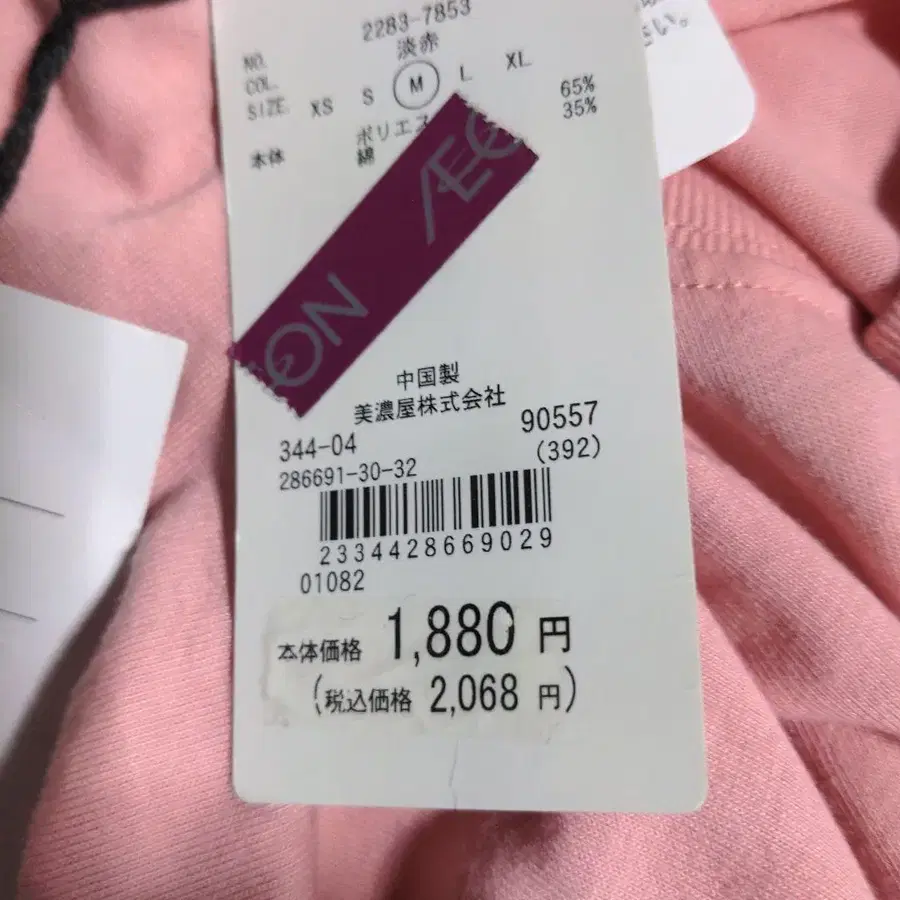 NO. 2283-7853
COL. 淡赤
SIZE. XS S M L XL
本体 ポリエス 65%
綿 35%
ÆO
ON
中国製
美濃屋株式会社
344-04 90557
286691-30-32 (392)
2334428669029
01082
本体価格 1,880 円
(税込価格 2,068 円)
さい。